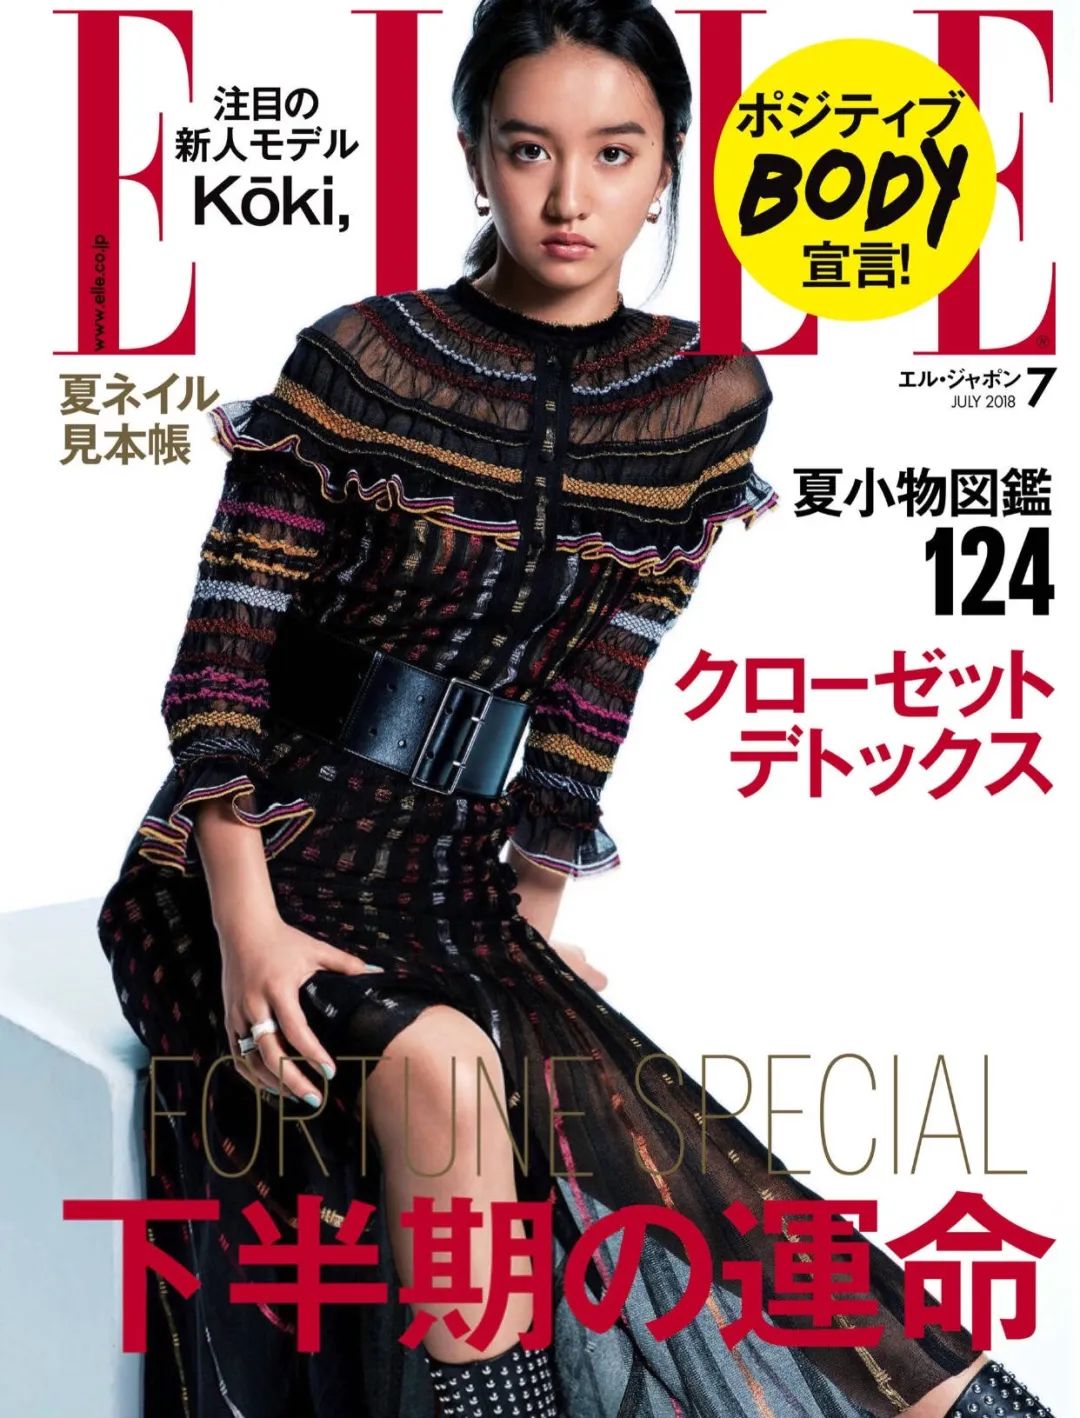 ELLE
注目の
新人モデル
Kōki,
ポジティブ
BODY
宣言!
www.elle.co.jp
®
エル・ジャポン 7
JULY 2018
夏ネイル
見本帳
夏小物図鑑
124
クローゼット
デトックス
FORTUNE SPECIAL
下半期の運命